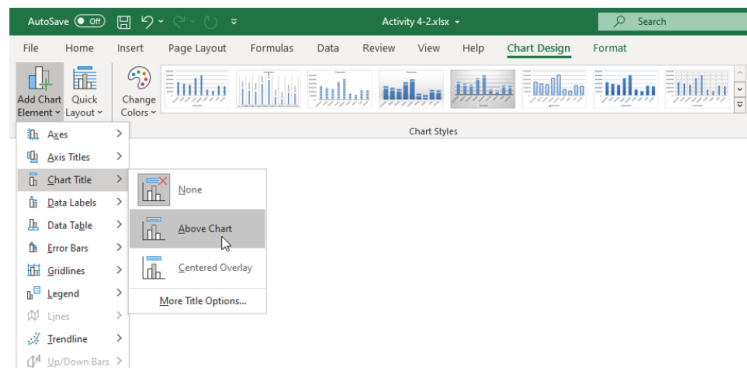 AutoSave Off Activity 4-2.xlsx Search
File Home Insert Page Layout Formulas Data Review View Help Chart Design Format
Add Chart Element
Quick Layout
Change Colors
Chart Styles
Axes
Axis Titles
Chart Title
None
Data Labels
Data Table
Above Chart
Error Bars
Gridlines
Centered Overlay
Legend
More Title Options...
Lines
Trendline
Up/Down Bars